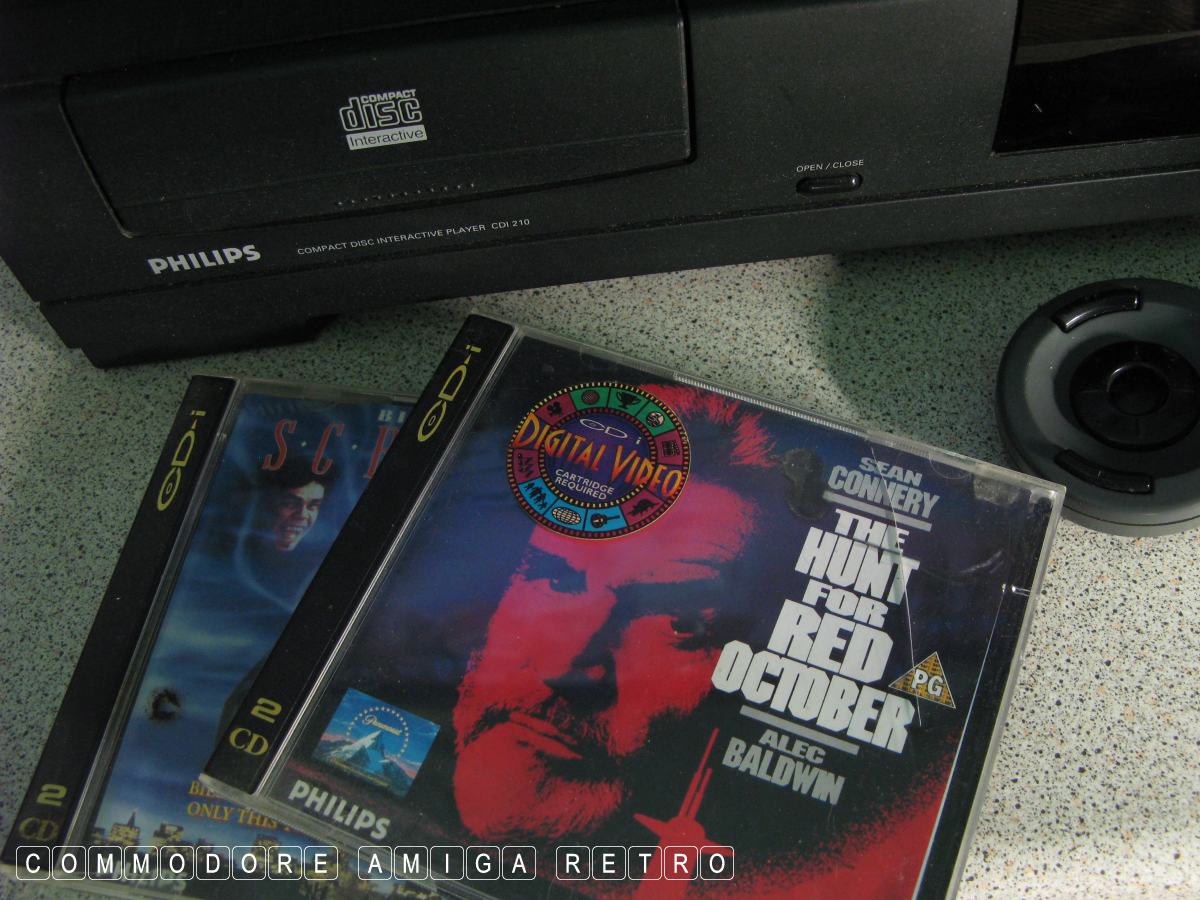 COMPACT
disc
Interactive
OPEN / CLOSE
PHILIPS
COMPACT DISC INTERACTIVE PLAYER CDI 210
CD-i
2
CD
CD-i
DIGITAL VIDEO
CARTRIDGE
REQUIRED
SEAN
CONNERY
THE
HUNT
FOR
RED
OCTOBER
PG
ALEC
BALDWIN
Paramount
PHILIPS
CD-i
2
CD
ONLY THIS
COMMODORE AMIGA RETRO